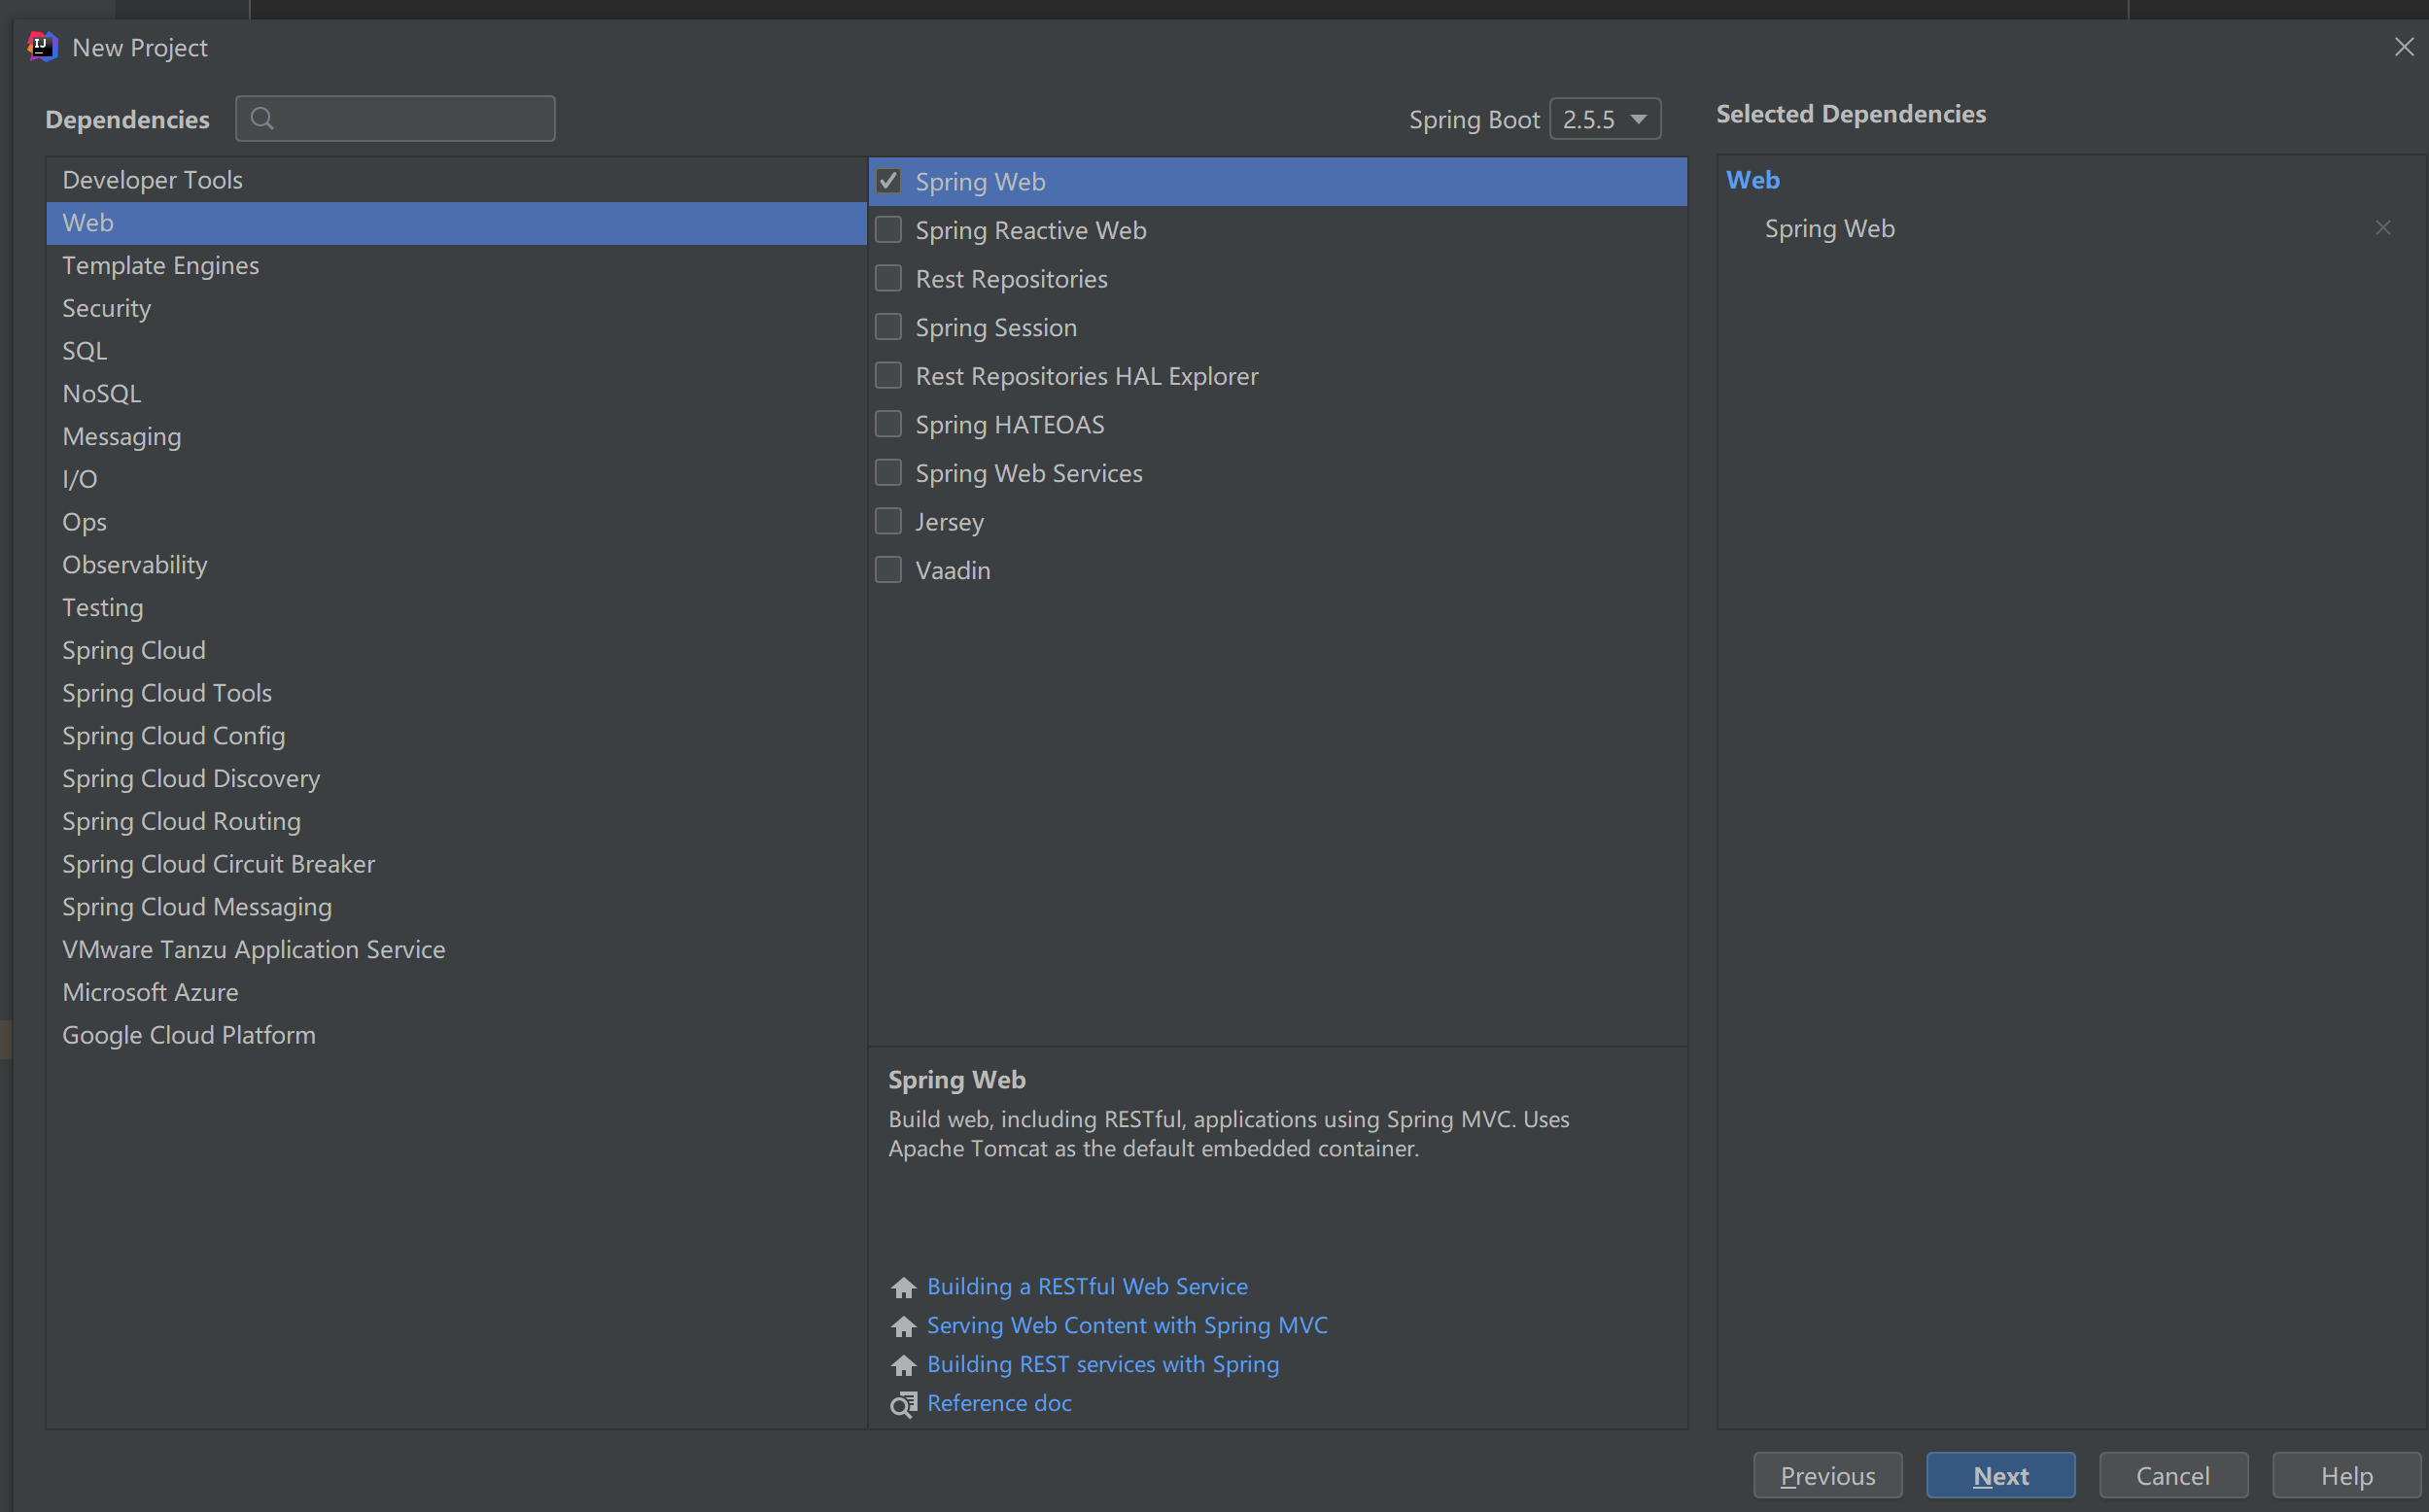 New Project
Dependencies
Spring Boot 2.5.5
Selected Dependencies
Developer Tools
Web
Template Engines
Security
SQL
NoSQL
Messaging
I/O
Ops
Observability
Testing
Spring Cloud
Spring Cloud Tools
Spring Cloud Config
Spring Cloud Discovery
Spring Cloud Routing
Spring Cloud Circuit Breaker
Spring Cloud Messaging
VMware Tanzu Application Service
Microsoft Azure
Google Cloud Platform
Spring Web
Spring Reactive Web
Rest Repositories
Spring Session
Rest Repositories HAL Explorer
Spring HATEOAS
Spring Web Services
Jersey
Vaadin
Spring Web
Build web, including RESTful, applications using Spring MVC. Uses
Apache Tomcat as the default embedded container.
Building a RESTful Web Service
Serving Web Content with Spring MVC
Building REST services with Spring
Reference doc
Web
Spring Web
Previous
Next
Cancel
Help